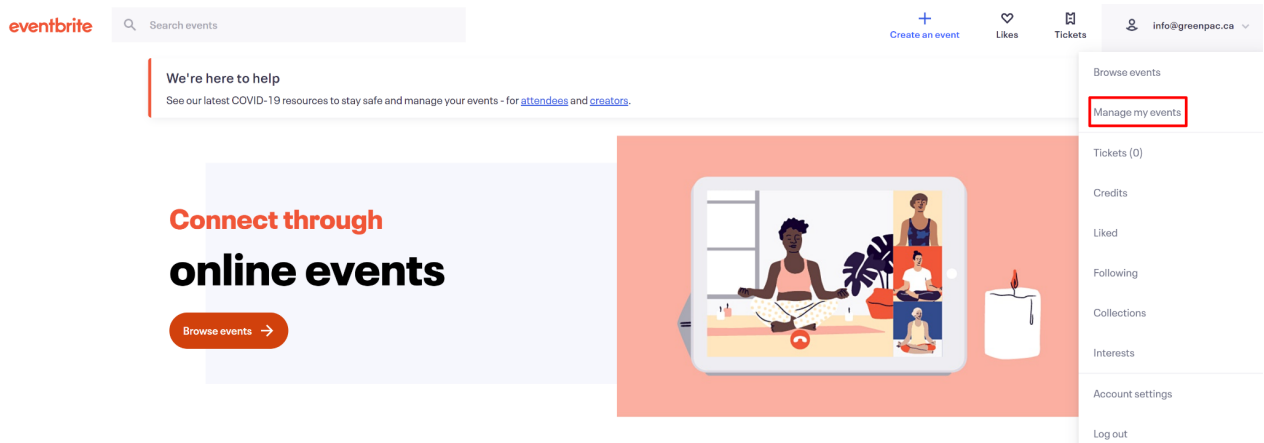 eventbrite
Search events
Create an event
Likes
Tickets
info@greenpac.ca
We're here to help
See our latest COVID-19 resources to stay safe and manage your events - for attendees and creators.
Connect through
online events
Browse events
Browse events
Manage my events
Tickets (0)
Credits
Liked
Following
Collections
Interests
Account settings
Log out